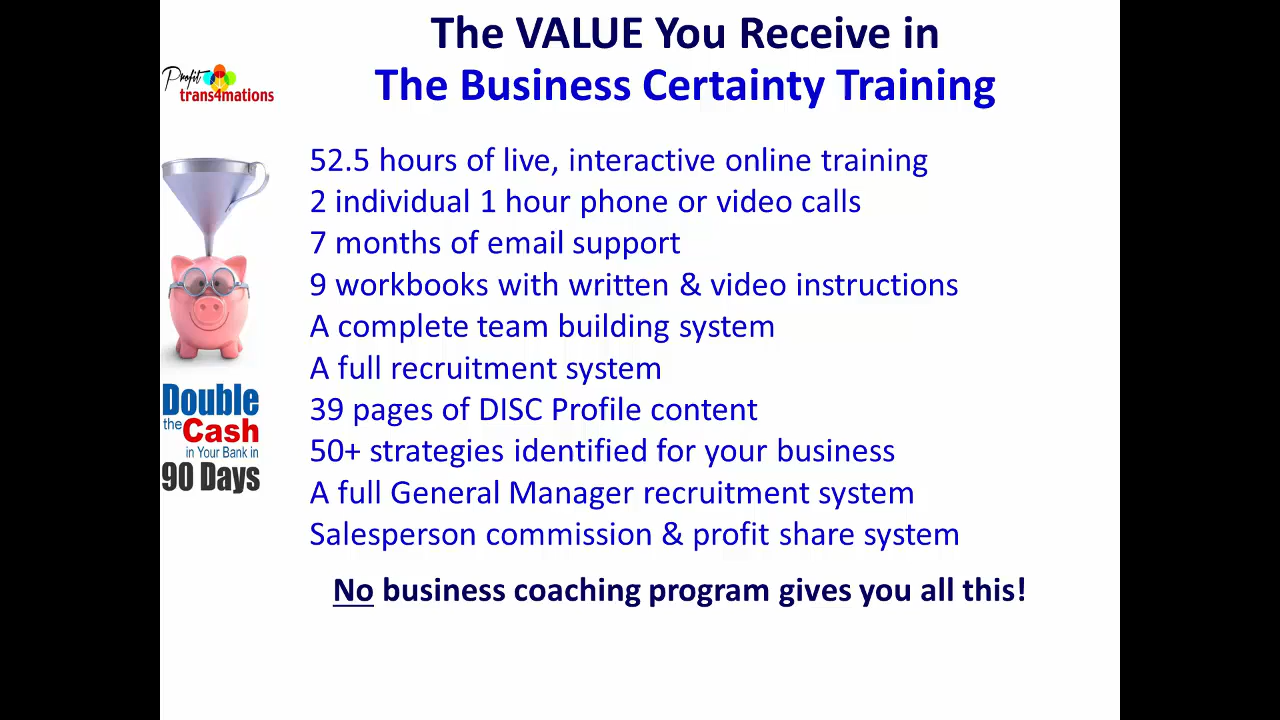 The VALUE You Receive in
The Business Certainty Training
Profit
trans4mations
52.5 hours of live, interactive online training
2 individual 1 hour phone or video calls
7 months of email support
9 workbooks with written & video instructions
A complete team building system
A full recruitment system
39 pages of DISC Profile content
50+ strategies identified for your business
A full General Manager recruitment system
Salesperson commission & profit share system
Double
the Cash
in Your Bank in
90 Days
No business coaching program gives you all this!